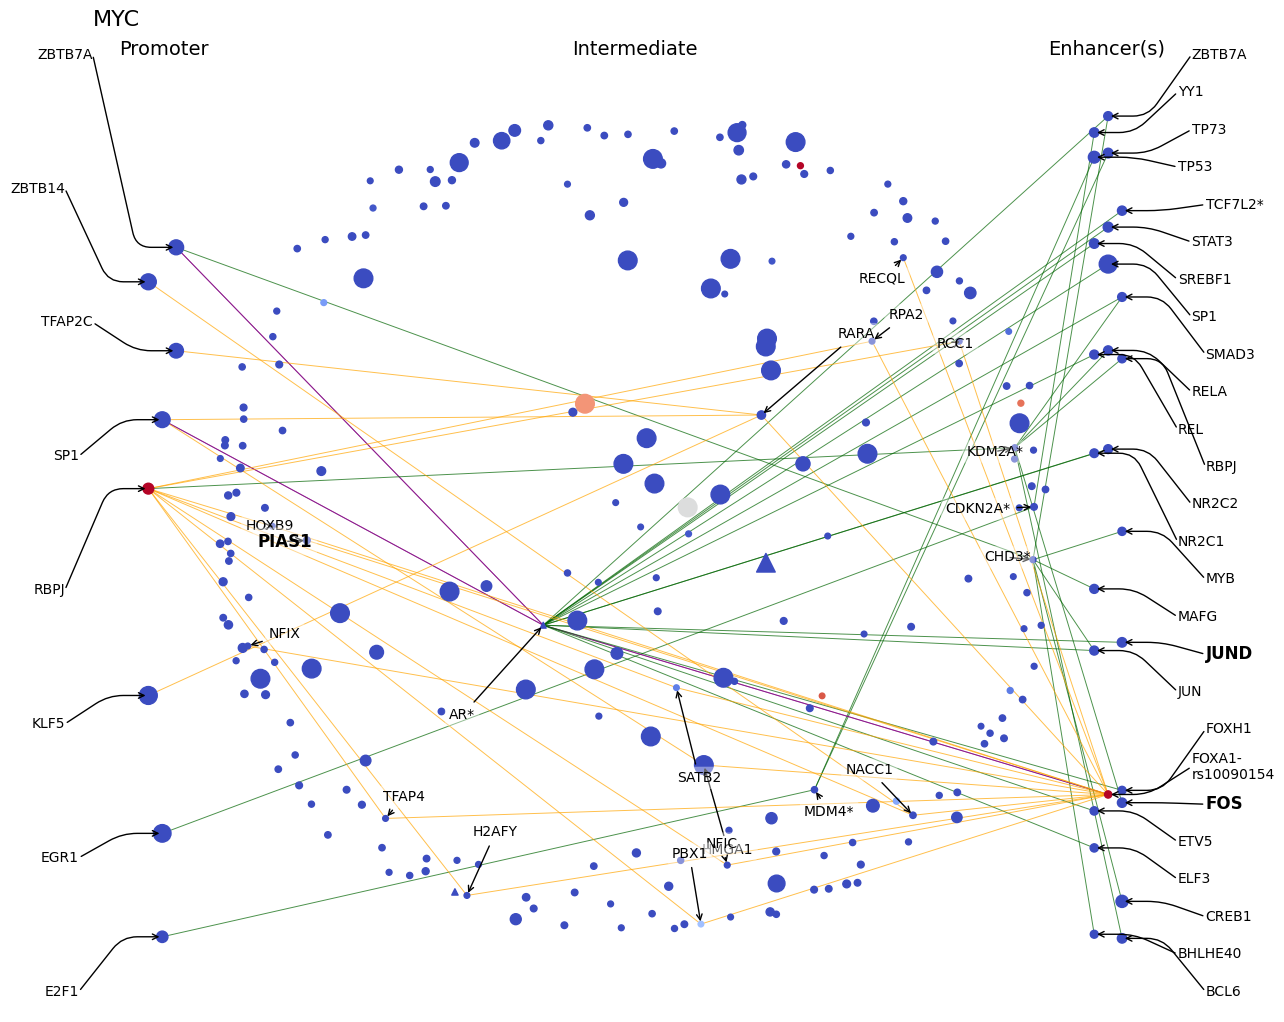 MYC
Promoter
Intermediate
Enhancer(s)
ZBTB7A
ZBTB14
TFAP2C
SP1
RBPJ
KLF5
EGR1
E2F1
RECQL
RPA2
RARA
RCC1
KDM2A*
CDKN2A*
CHD3*
HOXB9
PIAS1
NFIX
AR*
SATB2
NACC1
TFAP4
MDM4*
H2AFY
NFIC
HMGA1
PBX1
ZBTB7A
YY1
TP73
TP53
TCF7L2*
STAT3
SREBF1
SP1
SMAD3
RELA
REL
RBPJ
NR2C2
NR2C1
MYB
MAFG
JUND
JUN
FOXH1
FOXA1-
rs10090154
FOS
ETV5
ELF3
CREB1
BHLHE40
BCL6